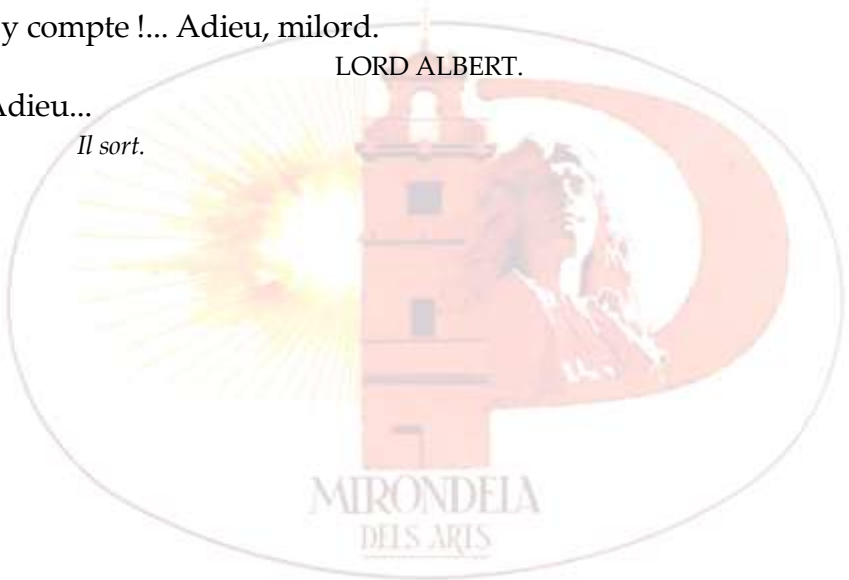 y compte !... Adieu, milord.
LORD ALBERT.
Adieu...
Il sort.
MIRONDELA
DELS ARTS